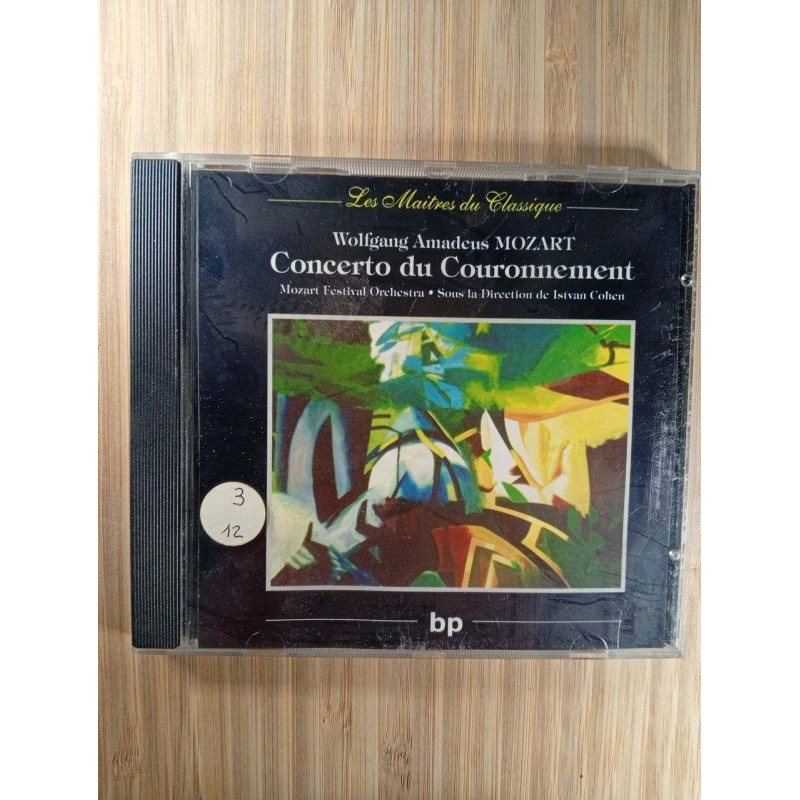 Les Maitres du Classique
Wolfgang Amadeus MOZART
Concerto du Couronnement
Mozart Festival Orchestra • Sous la Direction de Istvan Cohen
3
12
bp